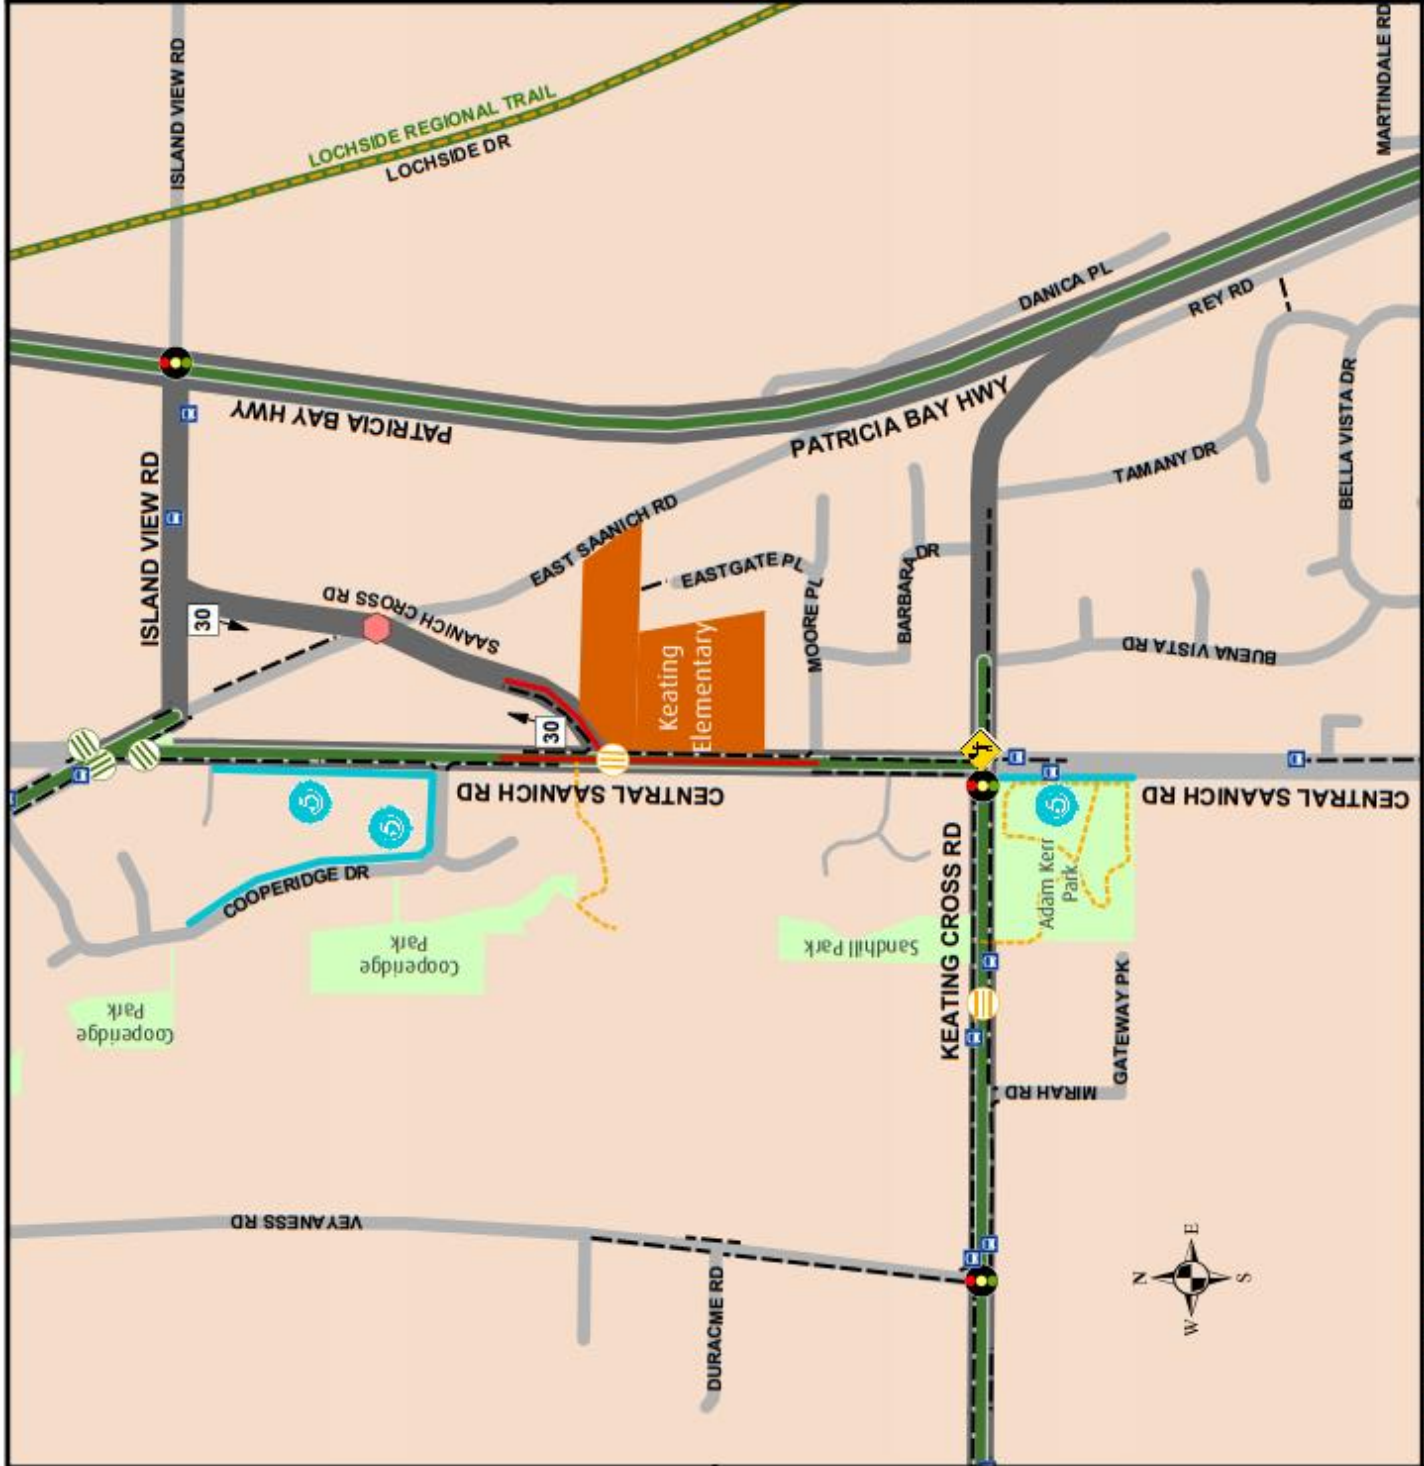 ISLAND VIEW RD
MARTINDALE RD
LOCHSIDE REGIONAL TRAIL
LOCHSIDE DR
DANICA PL
REY RD
PATRICIA BAY HWY
PATRICIA BAY HWY
ISLAND VIEW RD
TAMANY DR
BELLA VISTA DR
EAST SAANICH RD
SAANICH CROSS RD
30
EASTGATE PL
MOORE PL
BARBARA DR
BUENA VISTA RD
Keating
Elementary
30
CENTRAL SAANICH RD
CENTRAL SAANICH RD
5
5
5
COOPERIDGE DR
KEATING CROSS RD
Adam Kerr
Park
Cooperidge
Park
Sandhill Park
Cooperidge
Park
GATEWAY PK
MIRAH RD
VEYANESS RD
DURACME RD
N
E
S
W